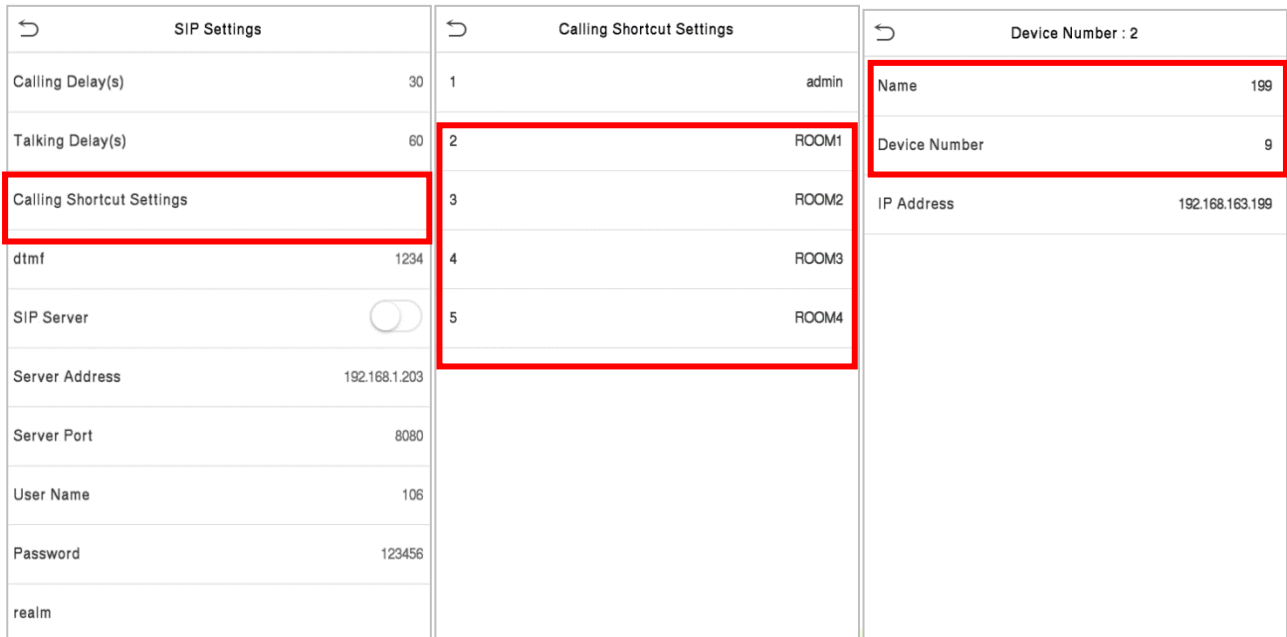 SIP Settings
Calling Delay(s) 30
Talking Delay(s) 60
Calling Shortcut Settings
dtmf 1234
SIP Server
Server Address 192.168.1.203
Server Port 8080
User Name 106
Password 123456
realm
Calling Shortcut Settings
1 admin
2 ROOM1
3 ROOM2
4 ROOM3
5 ROOM4
Device Number : 2
Name 199
Device Number 9
IP Address 192.168.163.199